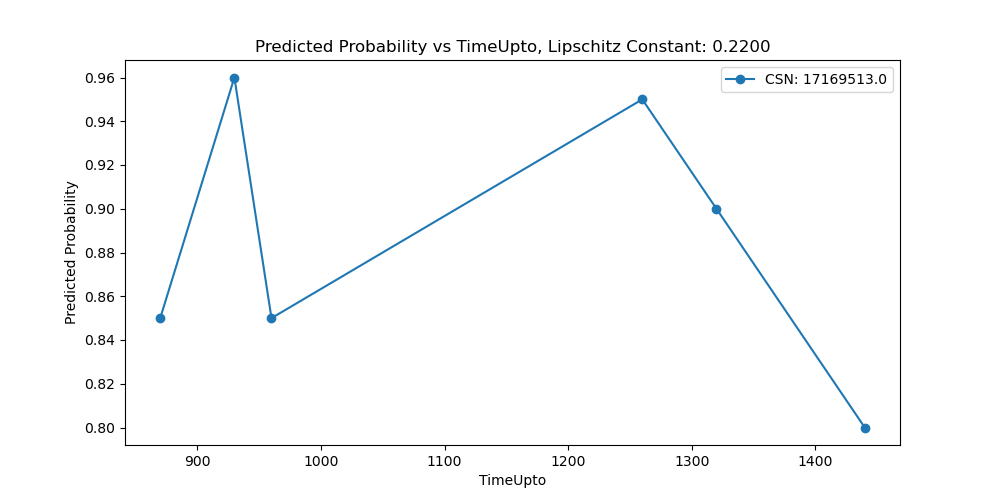 Predicted Probability vs TimeUpto, Lipschitz Constant: 0.2200
CSN: 17169513.0
Predicted Probability
0.96
0.94
0.92
0.90
0.88
0.86
0.84
0.82
0.80
900 1000 1100 1200 1300 1400
TimeUpto